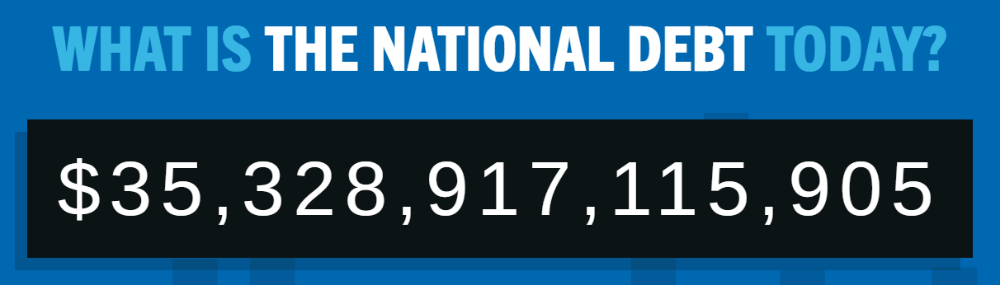 WHAT IS THE NATIONAL DEBT TODAY?
$35,328,917,115,905